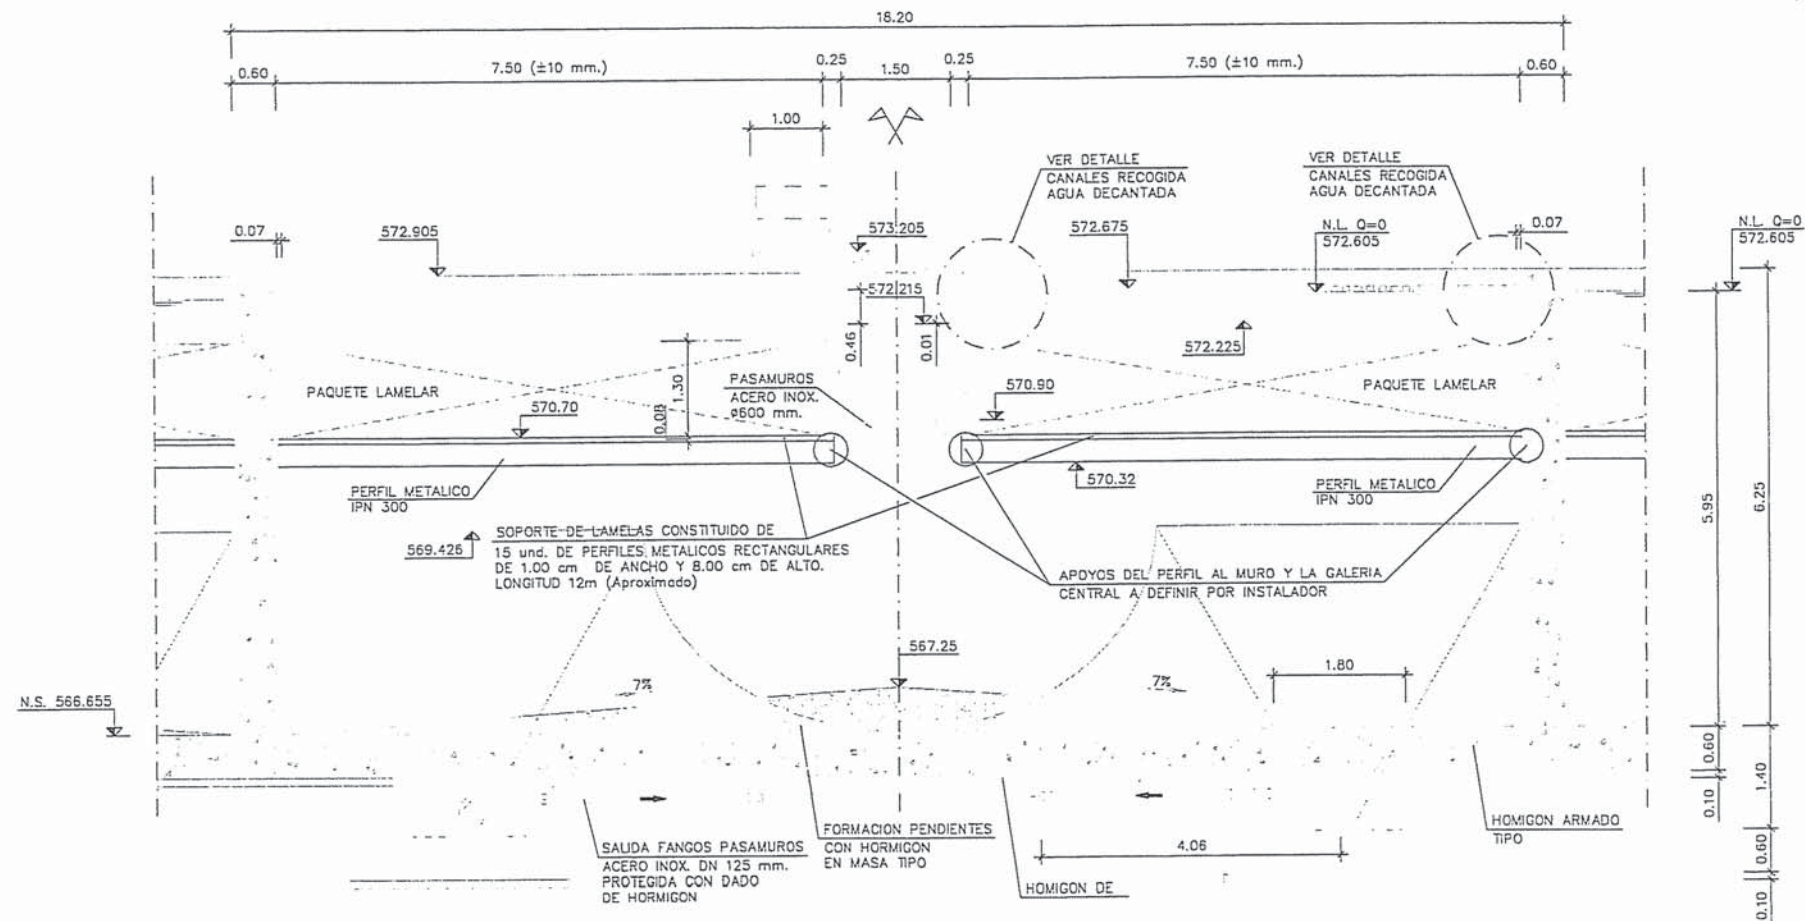 18.20
0.60
7.50 (±10 mm.)
0.25
1.50
0.25
7.50 (±10 mm.)
0.60
1.00
VER DETALLE
CANALES RECOGIDA
AGUA DECANTADA
VER DETALLE
CANALES RECOGIDA
AGUA DECANTADA
0.07
572.905
573.205
572.675
N.L. Q=0
572.605
0.07
N.L. Q=0
572.605
572.215
0.46
0.01
572.225
PAQUETE LAMELAR
1.30
0.08
PASAMUROS
ACERO INOX.
ø600 mm.
570.90
PAQUETE LAMELAR
570.70
PERFIL METALICO
IPN 300
570.32
PERFIL METALICO
IPN 300
5.95
6.25
569.426
SOPORTE DE LAMELAS CONSTITUIDO DE
15 und. DE PERFILES METALICOS RECTANGULARES
DE 1.00 cm DE ANCHO Y 8.00 cm DE ALTO.
LONGITUD 12m (Aproximado)
APOYOS DEL PERFIL AL MURO Y LA GALERIA
CENTRAL A DEFINIR POR INSTALADOR
567.25
1.80
7%
7%
N.S. 566.655
0.60
0.10
1.40
0.60
0.10
SALIDA FANGOS PASAMUROS
ACERO INOX. DN 125 mm.
PROTEGIDA CON DADO
DE HORMIGON
FORMACION PENDIENTES
CON HORMIGON
EN MASA TIPO
4.06
HOMIGON DE
HOMIGON ARMADO
TIPO